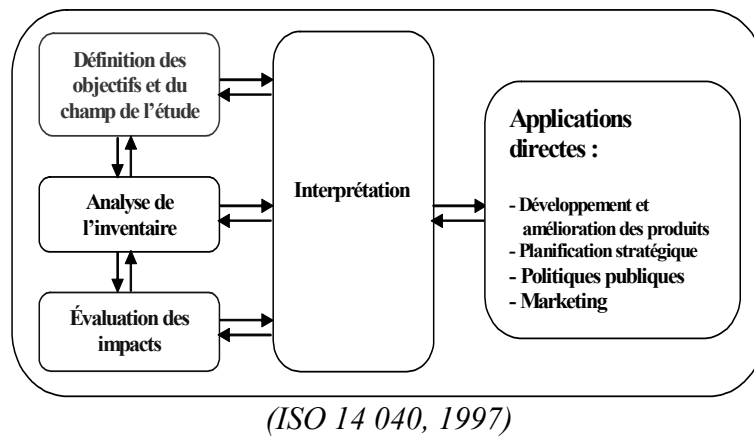 Définition des
objectifs et du
champ de l'étude
Analyse de
l'inventaire
Évaluation des
impacts
Interprétation
Applications
directes :
- Développement et
amélioration des produits
- Planification stratégique
- Politiques publiques
- Marketing
(ISO 14 040, 1997)